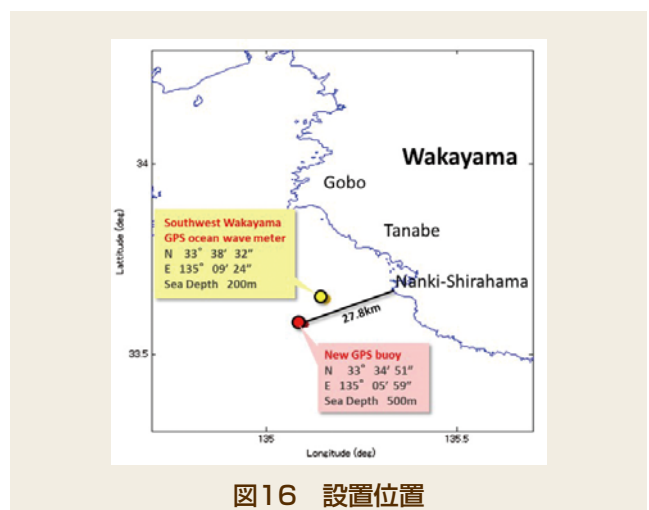 Wakayama
34
Gobo
Southwest Wakayama
GPS ocean wave meter
N 33° 38′ 32″
E 135° 09′ 24″
Sea Depth 200m
Tanabe
Nanki-Shirahama
27.8km
Lattitude (deg)
33.5
New GPS buoy
N 33° 34′ 51″
E 135° 05′ 59″
Sea Depth 500m
135
135.5
Longitude (deg)
図16 設置位置